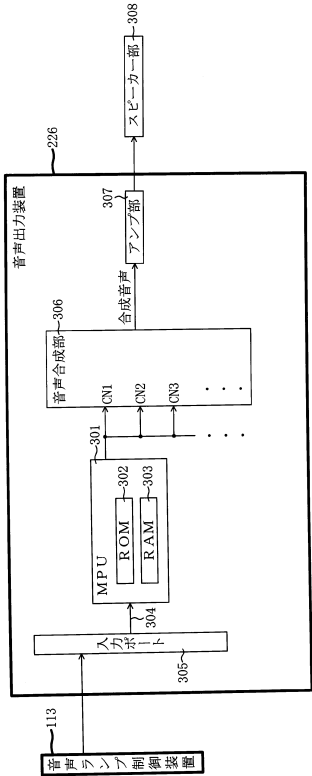 音声ランプ制御装置
113
入力ポート
305
304
MPU
301
ROM
302
RAM
303
音声合成部
306
CN1
CN2
CN3
合成音声
アンプ部
307
音声出力装置
226
スピーカー部
308